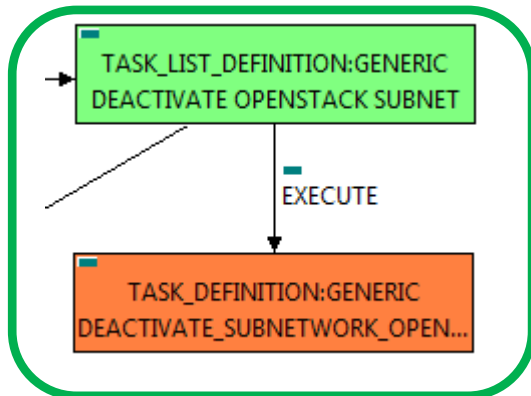 TASK_LIST_DEFINITION:GENERIC
DEACTIVATE OPENSTACK SUBNET
EXECUTE
TASK_DEFINITION:GENERIC
DEACTIVATE_SUBNETWORK_OPEN...